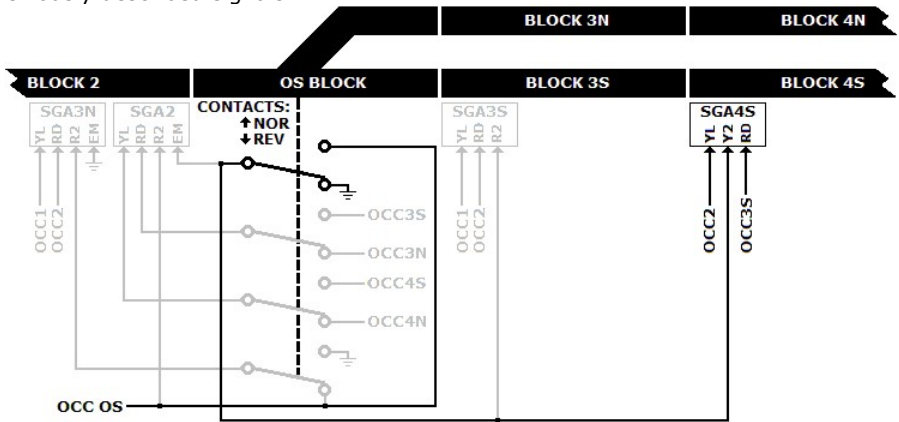 BLOCK 3N
BLOCK 4N
BLOCK 2
OS BLOCK
BLOCK 3S
BLOCK 4S
SGA3N
YL
RD
R2
EM
SGA2
YL
RD
R2
EM
CONTACTS:
NOR
REV
SGA3S
YL
RD
R2
SGA4S
YL
Y2
RD
OCC1
OCC2
OCC3S
OCC3N
OCC4S
OCC4N
OCC1
OCC2
OCC2
OCC3S
OCC OS